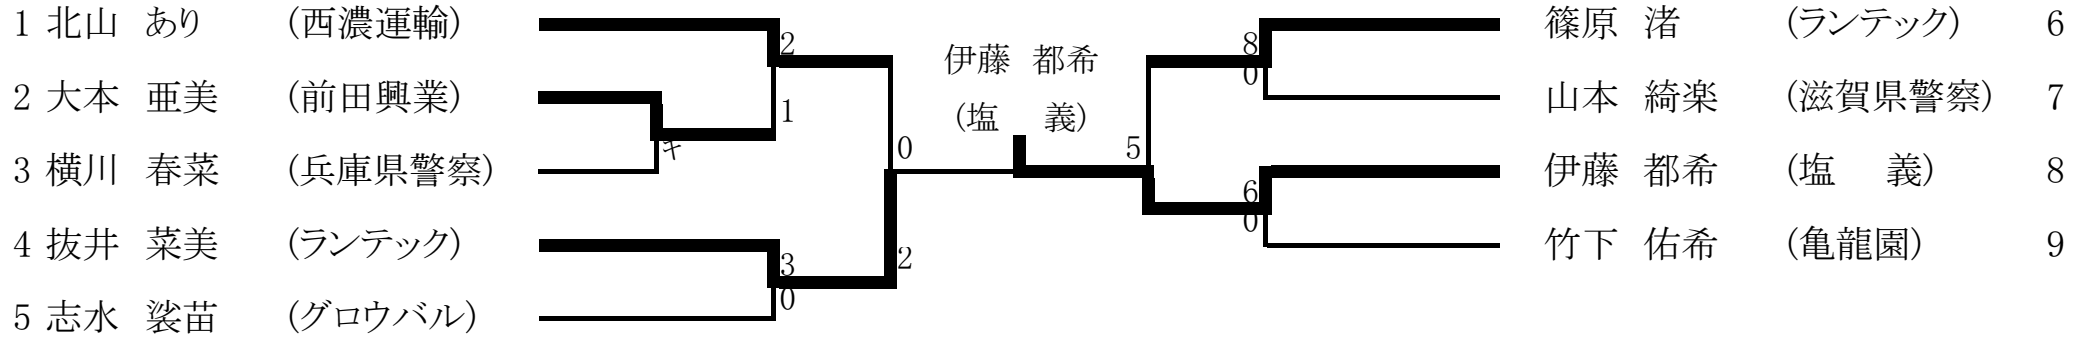 1 北山 あり (西濃運輸)
2 大本 亜美 (前田興業)
3 横川 春菜 (兵庫県警察)
4 抜井 菜美 (ランテック)
5 志水 裟苗 (グロウバル)
2
1
キ
3
0
0
2
伊藤 都希
(塩 義)
5
8
0
6
0
篠原 渚 (ランテック) 6
山本 綺楽 (滋賀県警察) 7
伊藤 都希 (塩 義) 8
竹下 佑希 (亀龍園) 9